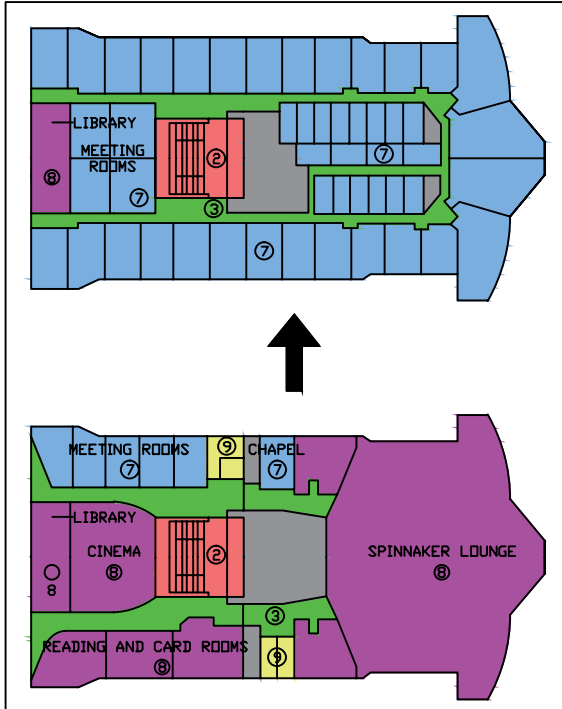 LIBRARY
MEETING
ROOMS
2
7
8
7
3
7
MEETING ROOMS
9
CHAPEL
7
7
LIBRARY
CINEMA
2
SPINNAKER LOUNGE
8
8
8
3
READING AND CARD ROOMS
8
9